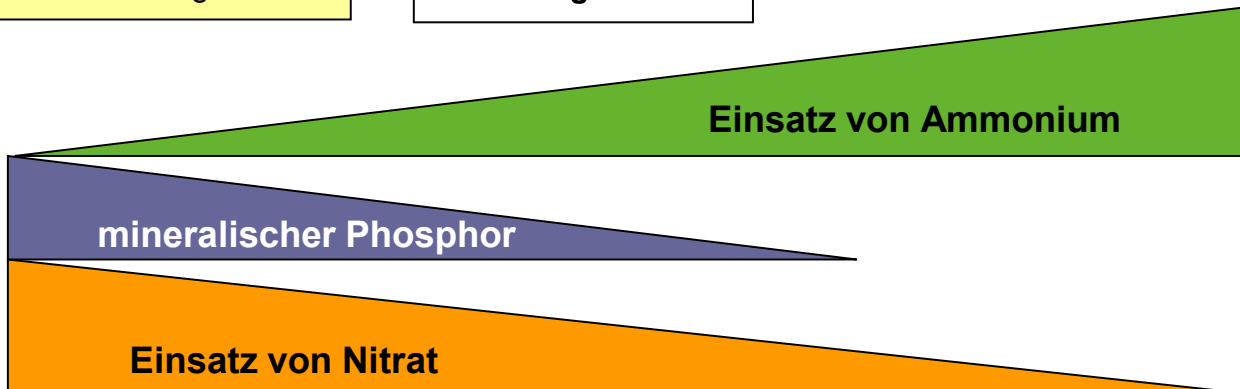 Einsatz von Ammonium
mineralischer Phosphor
Einsatz von Nitrat